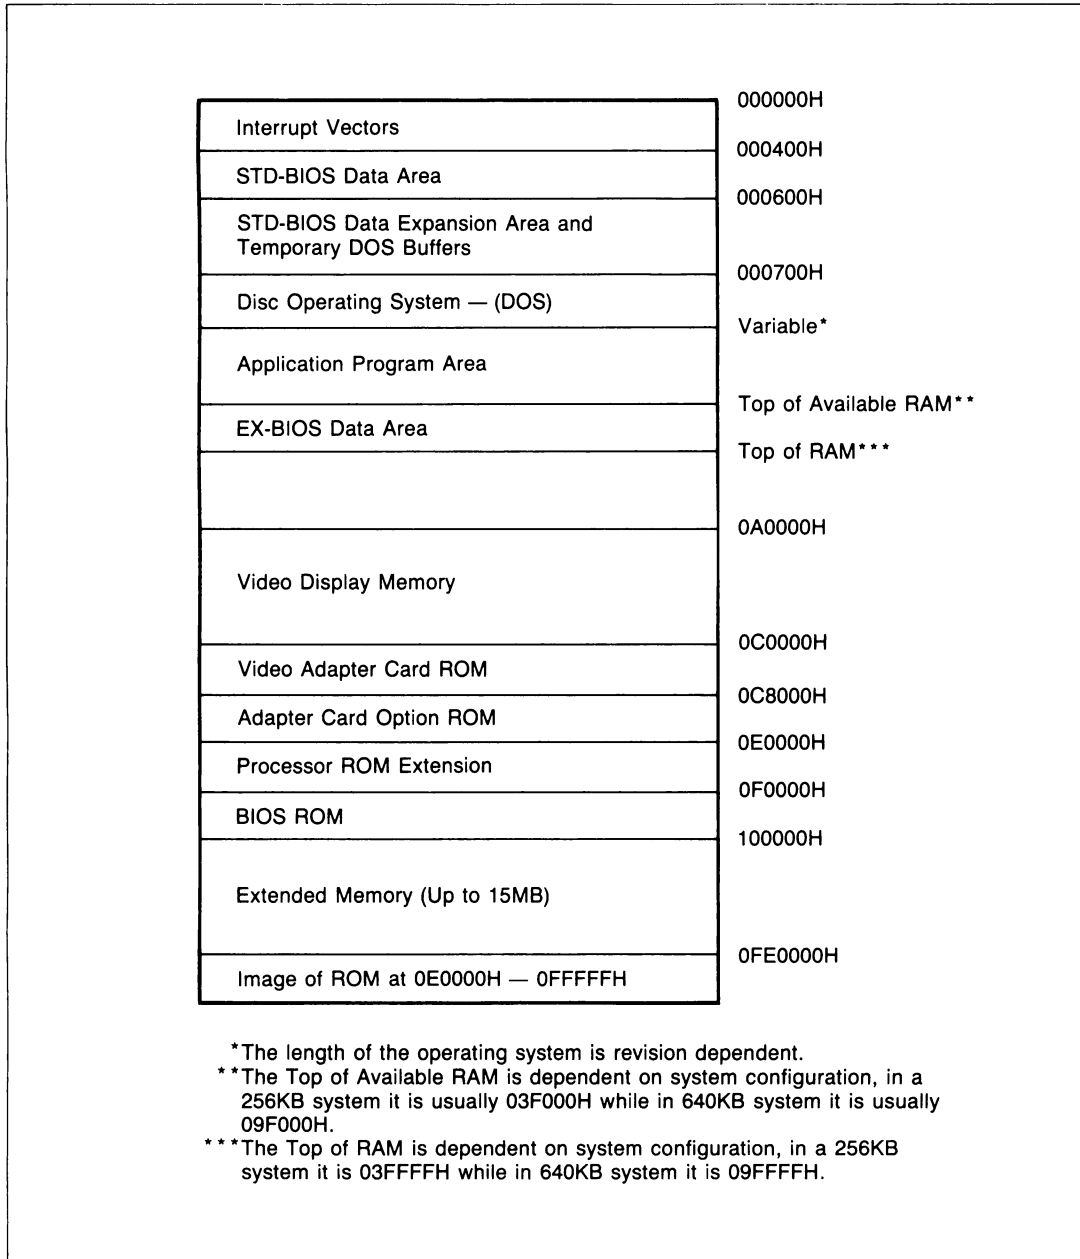 000000H
Interrupt Vectors
000400H
STD-BIOS Data Area
000600H
STD-BIOS Data Expansion Area and
Temporary DOS Buffers
000700H
Disc Operating System — (DOS)
Variable*
Application Program Area
Top of Available RAM**
EX-BIOS Data Area
Top of RAM***
0A0000H
Video Display Memory
0C0000H
Video Adapter Card ROM
0C8000H
Adapter Card Option ROM
0E0000H
Processor ROM Extension
0F0000H
BIOS ROM
100000H
Extended Memory (Up to 15MB)
0FE0000H
Image of ROM at 0E0000H — 0FFFFFH
*The length of the operating system is revision dependent.
**The Top of Available RAM is dependent on system configuration, in a
256KB system it is usually 03F000H while in 640KB system it is usually
09F000H.
***The Top of RAM is dependent on system configuration, in a 256KB
system it is 03FFFFH while in 640KB system it is 09FFFFH.